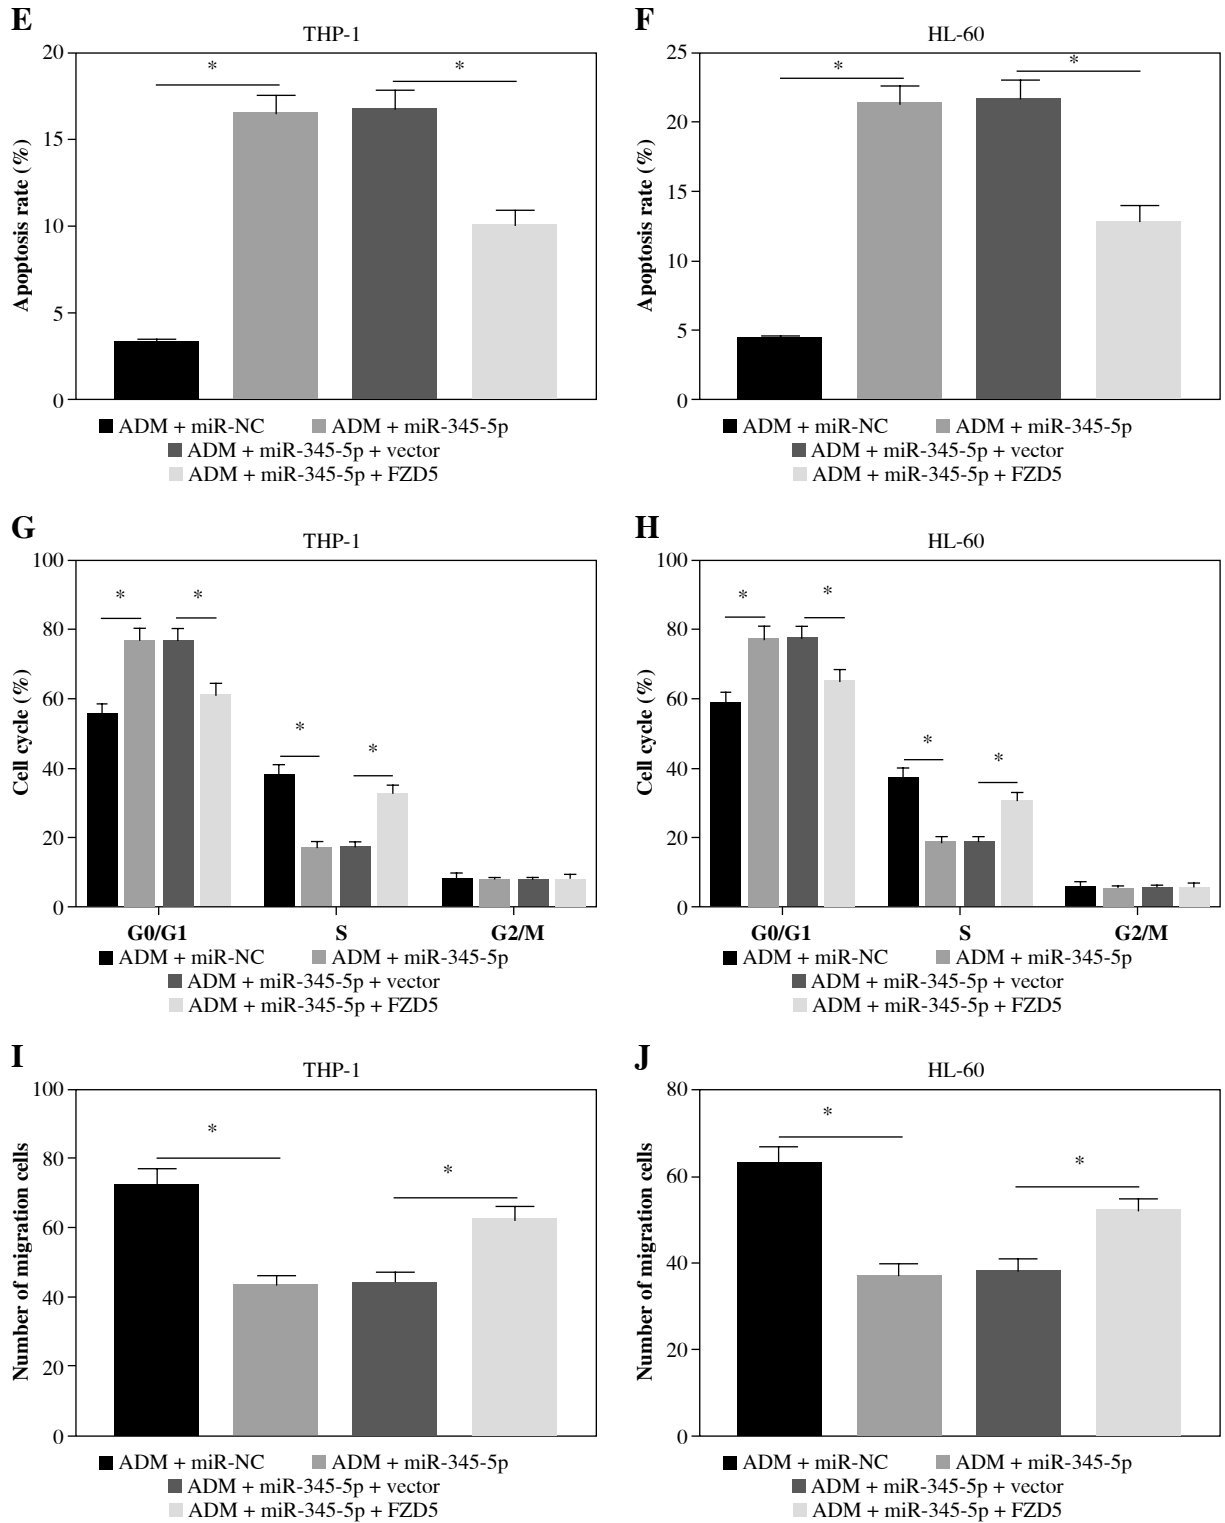 E
THP-1
Apoptosis rate (%)
20
15
10
5
0
*
*
ADM + miR-NC
ADM + miR-345-5p
ADM + miR-345-5p + vector
ADM + miR-345-5p + FZD5
F
HL-60
Apoptosis rate (%)
25
20
15
10
5
0
*
*
ADM + miR-NC
ADM + miR-345-5p
ADM + miR-345-5p + vector
ADM + miR-345-5p + FZD5
G
THP-1
Cell cycle (%)
100
80
60
40
20
0
*
*
*
*
G0/G1
S
G2/M
ADM + miR-NC
ADM + miR-345-5p
ADM + miR-345-5p + vector
ADM + miR-345-5p + FZD5
H
HL-60
Cell cycle (%)
100
80
60
40
20
0
*
*
*
*
G0/G1
S
G2/M
ADM + miR-NC
ADM + miR-345-5p
ADM + miR-345-5p + vector
ADM + miR-345-5p + FZD5
I
THP-1
Number of migration cells
100
80
60
40
20
0
*
*
ADM + miR-NC
ADM + miR-345-5p
ADM + miR-345-5p + vector
ADM + miR-345-5p + FZD5
J
HL-60
Number of migration cells
80
60
40
20
0
*
*
ADM + miR-NC
ADM + miR-345-5p
ADM + miR-345-5p + vector
ADM + miR-345-5p + FZD5